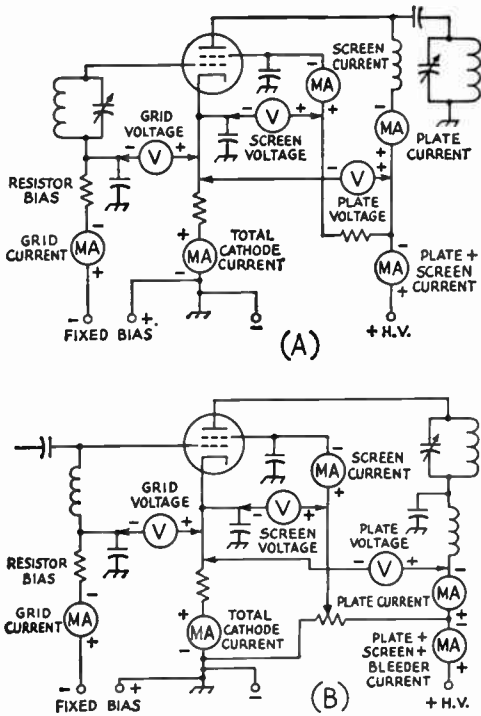 SCREEN
CURRENT
-
MA
+
GRID
VOLTAGE
- V +
- V +
SCREEN
VOLTAGE
-
MA
+
PLATE
CURRENT
RESISTOR
BIAS
- V +
PLATE
VOLTAGE
GRID
CURRENT
-
MA
+
+
MA
-
TOTAL
CATHODE
CURRENT
-
MA
+
PLATE +
SCREEN
CURRENT
- FIXED BIAS +
-
+ H.V.
(A)
SCREEN
CURRENT
-
MA
+
GRID
VOLTAGE
- V +
- V +
SCREEN
VOLTAGE
PLATE
VOLTAGE
- V +
RESISTOR
BIAS
GRID
CURRENT
-
MA
+
+
MA
-
TOTAL
CATHODE
CURRENT
PLATE CURRENT
-
MA
+
PLATE +
SCREEN +
BLEEDER
CURRENT
-
MA
+
- FIXED BIAS +
-
+ H.V.
(B)